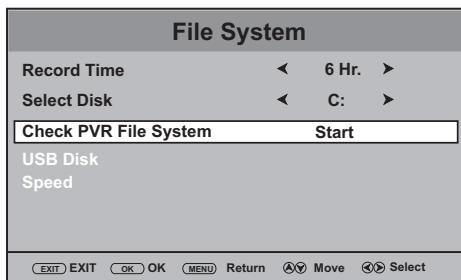 File System
Record Time 6 Hr.
Select Disk C:
Check PVR File System Start
USB Disk
Speed
EXIT EXIT OK OK MENU Return Move Select